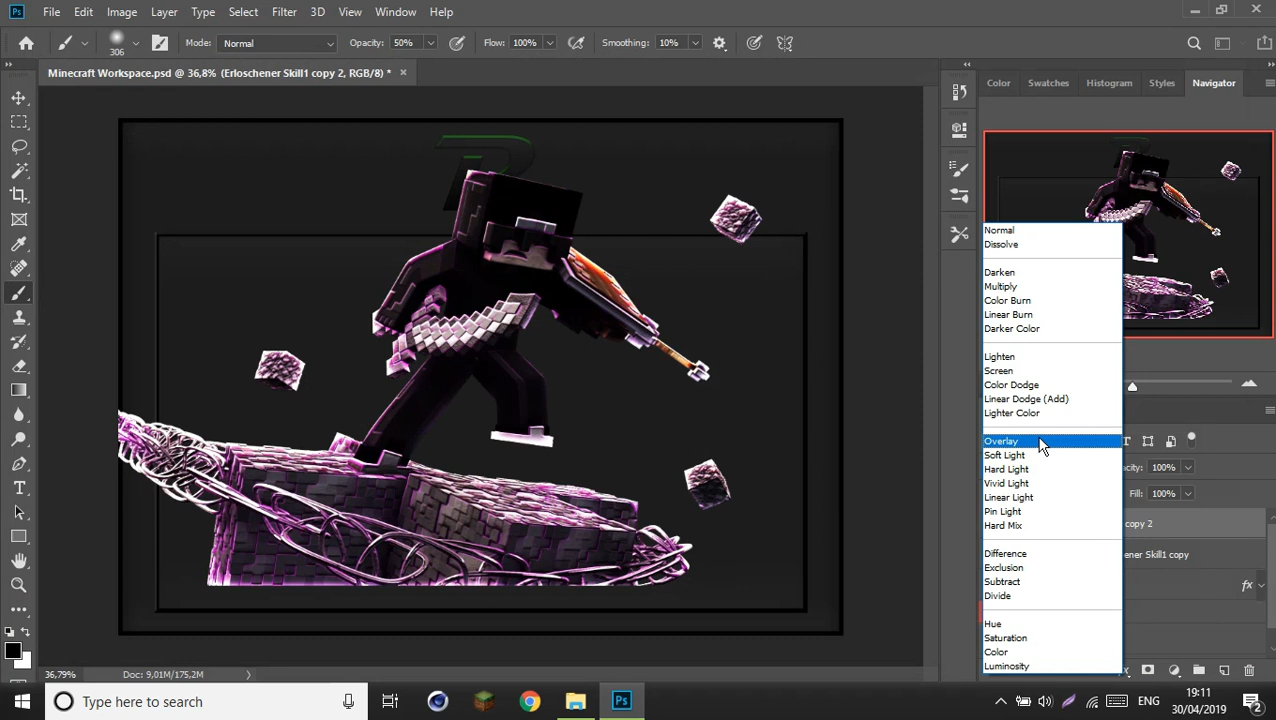 File Edit Image Layer Type Select Filter 3D View Window Help
306 Mode: Normal Opacity: 50% Flow: 100% Smoothing: 10%
Minecraft Workspace.psd @ 36,8% (Erloschener Skill1 copy 2, RGB/8) *
Color Swatches Histogram Styles Navigator
Normal
Dissolve
Darken
Multiply
Color Burn
Linear Burn
Darker Color
Lighten
Screen
Color Dodge
Linear Dodge (Add)
Lighter Color
Overlay
Soft Light
Hard Light
Vivid Light
Linear Light
Pin Light
Hard Mix
Difference
Exclusion
Subtract
Divide
Hue
Saturation
Color
Luminosity
acity: 100%
Fill: 100%
copy 2
ener Skill1 copy
fx
36,79% Doc: 9,01M/175,2M
Type here to search
ENG
19:11
30/04/2019
2